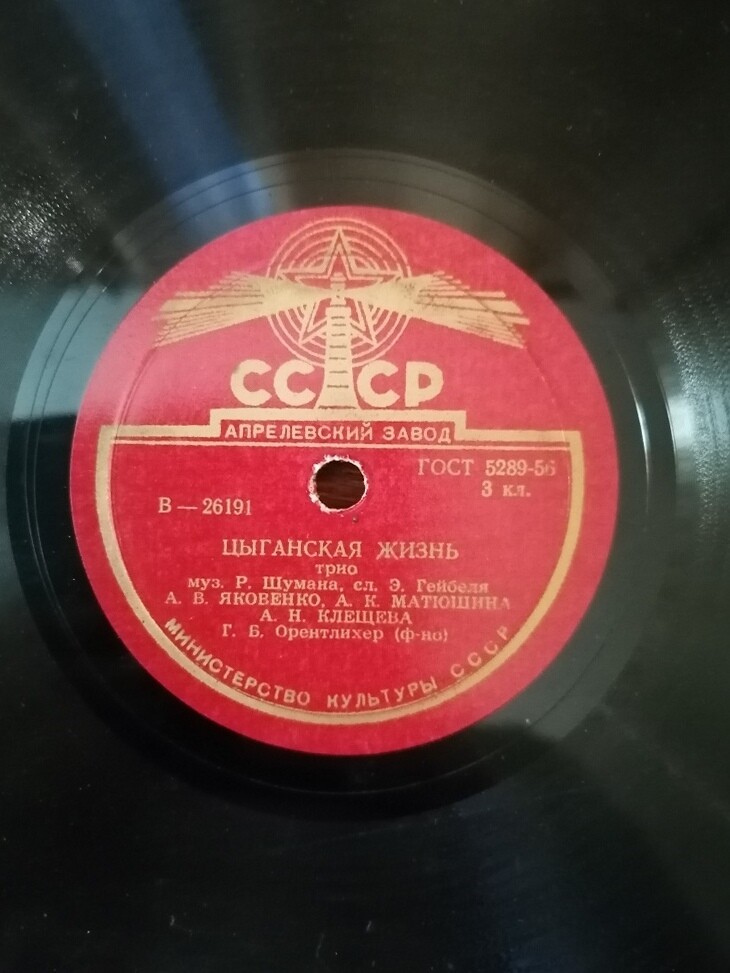 СССР
АПРЕЛЕВСКИЙ ЗАВОД
ГОСТ 5289-56
3 кл.
В — 26191
ЦЫГАНСКАЯ ЖИЗНЬ
трио
муз. Р. Шумана, сл. Э. Гейбеля
А. В. ЯКОВЕНКО, А. К. МАТЮШИНА
А. Н. КЛЕЩЕВА
Г. Б. Орентлихер (ф-но)
МИНИСТЕРСТВО КУЛЬТУРЫ СССР